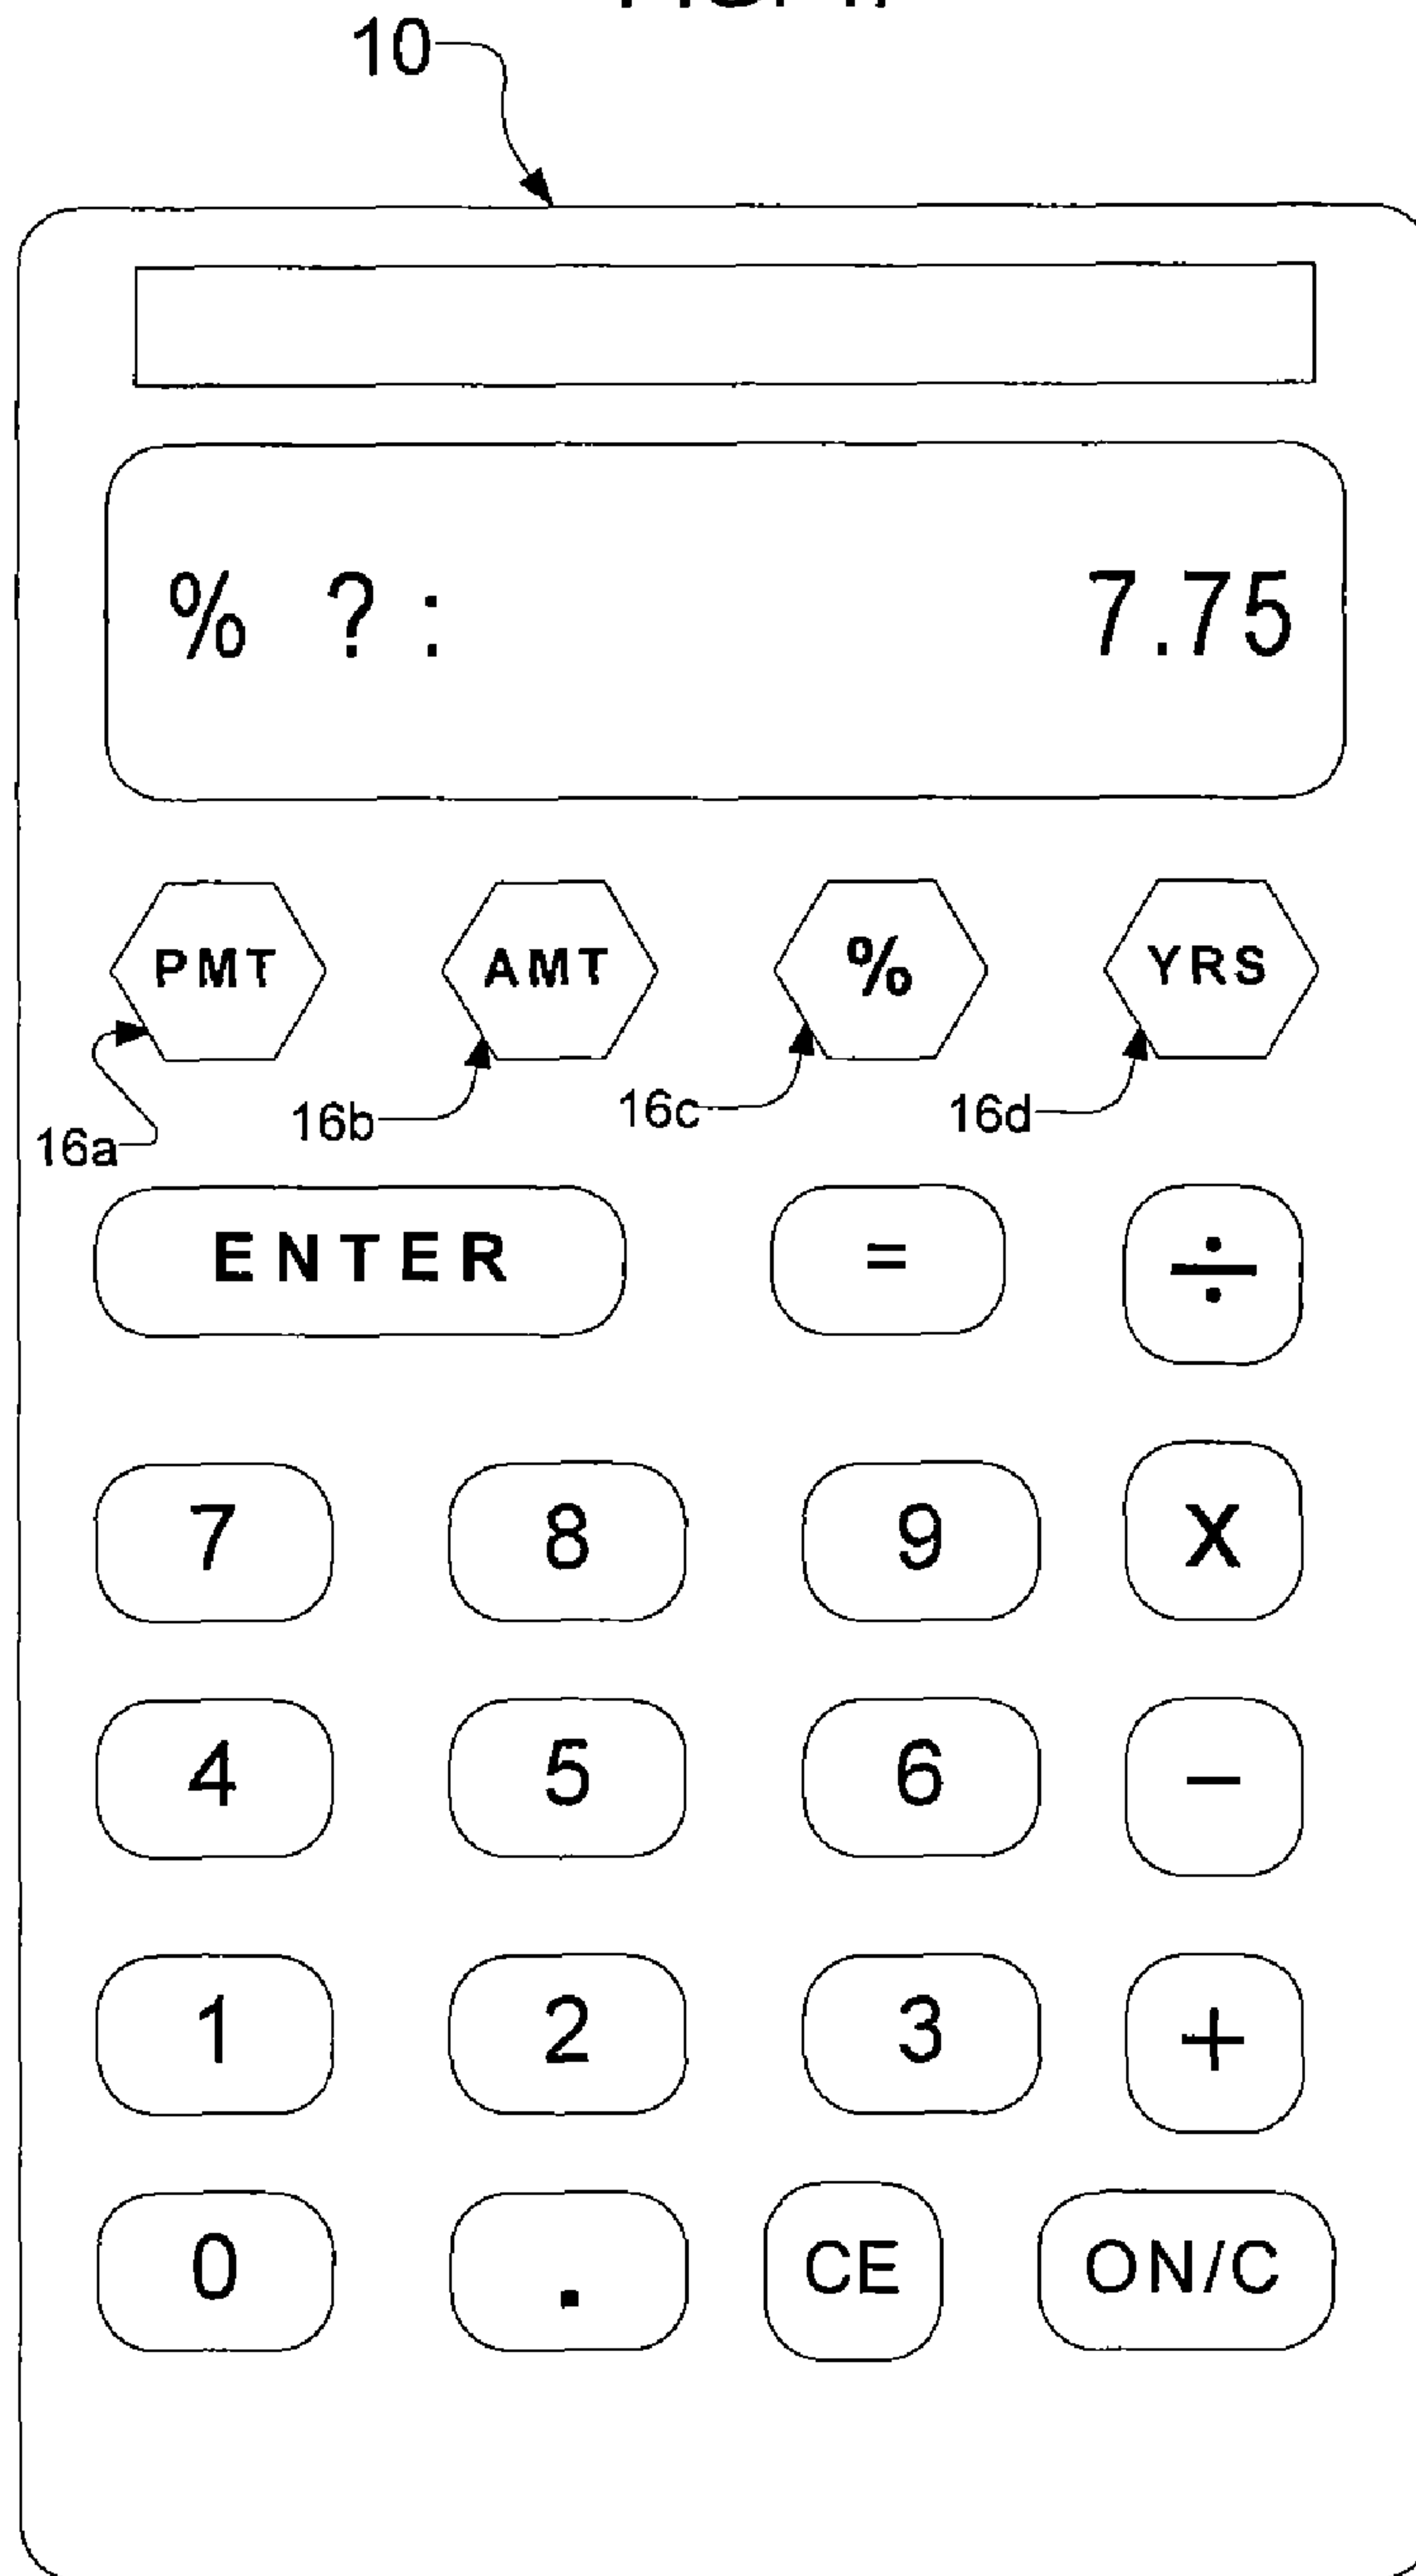 10
% ? : 7.75
PMT AMT % YRS
16a 16b 16c 16d
ENTER = ÷
7 8 9 X
4 5 6 −
1 2 3 +
0 . CE ON/C